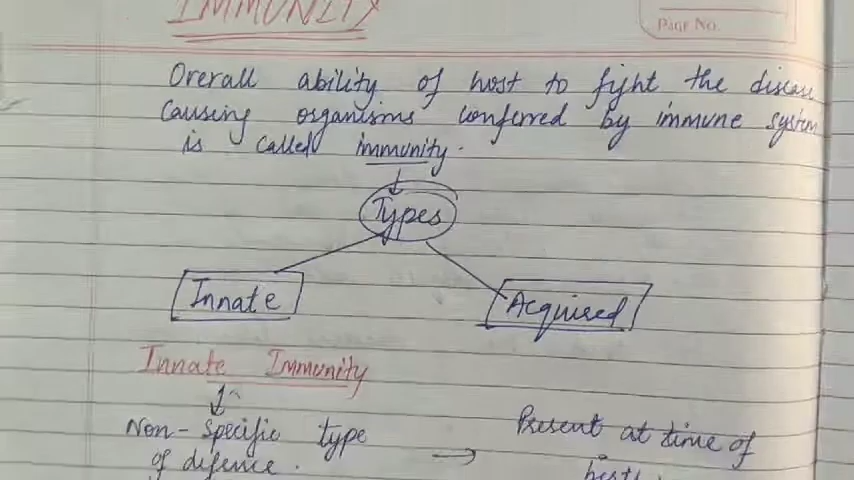 IMMUNITY
Page No.
Overall ability of host to fight the disease
causing organisms conferred by immune system
is called immunity.
Types
Innate
Acquired
Innate Immunity
Non-Specific type
of defence.
Present at time of